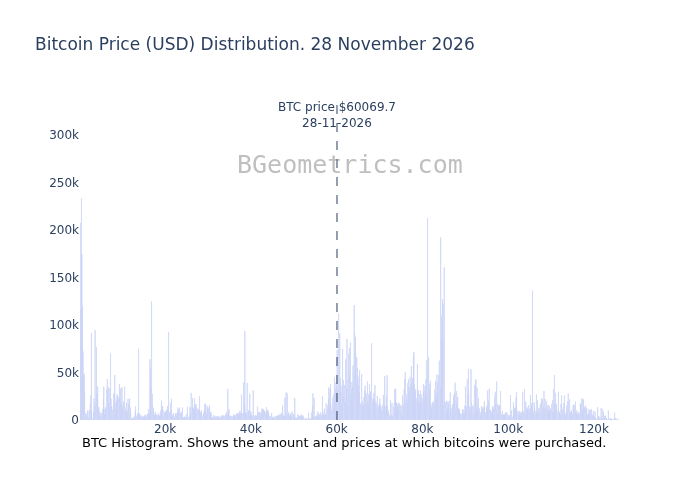 Bitcoin Price (USD) Distribution. 28 November 2026
BTC price $60069.7
28-11-2026
BGeometrics.com
300k
250k
200k
150k
100k
50k
0
20k 40k 60k 80k 100k 120k
BTC Histogram. Shows the amount and prices at which bitcoins were purchased.